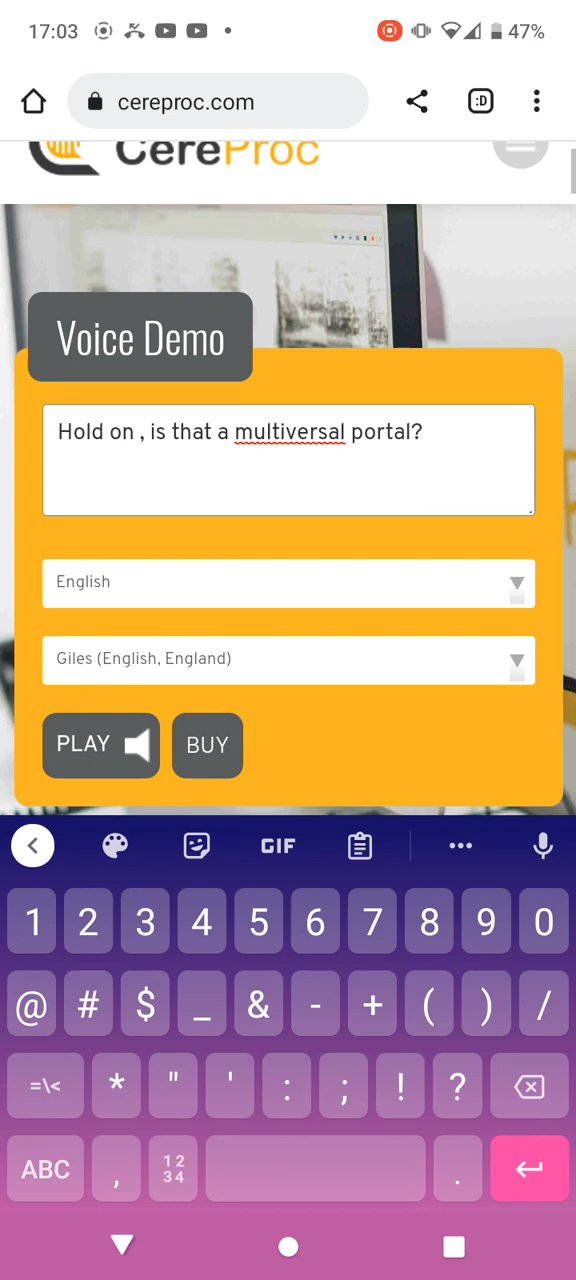 17:03
47%
cereproc.com
:D
CereProc
Voice Demo
Hold on , is that a multiversal portal?
English
Giles (English, England)
PLAY
BUY
GIF
1 2 3 4 5 6 7 8 9 0
@ # $ _ & - + ( ) /
=\< * " ' : ; ! ?
ABC , 12 34 .